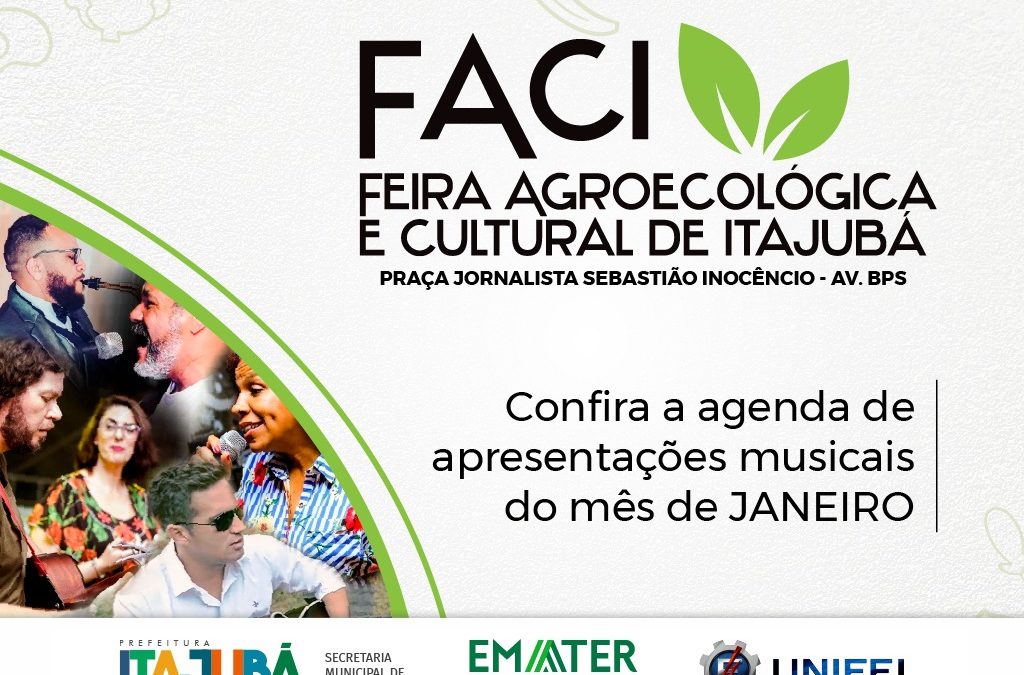 FACI
FEIRA AGROECOLÓGICA
E CULTURAL DE ITAJUBÁ
PRAÇA JORNALISTA SEBASTIÃO INOCÊNCIO - AV. BPS
Confira a agenda de
apresentações musicais
do mês de JANEIRO
PREFEITURA
ITAJUBÁ
SECRETARIA
MUNICIPAL DE
EMATER
UNIFEI